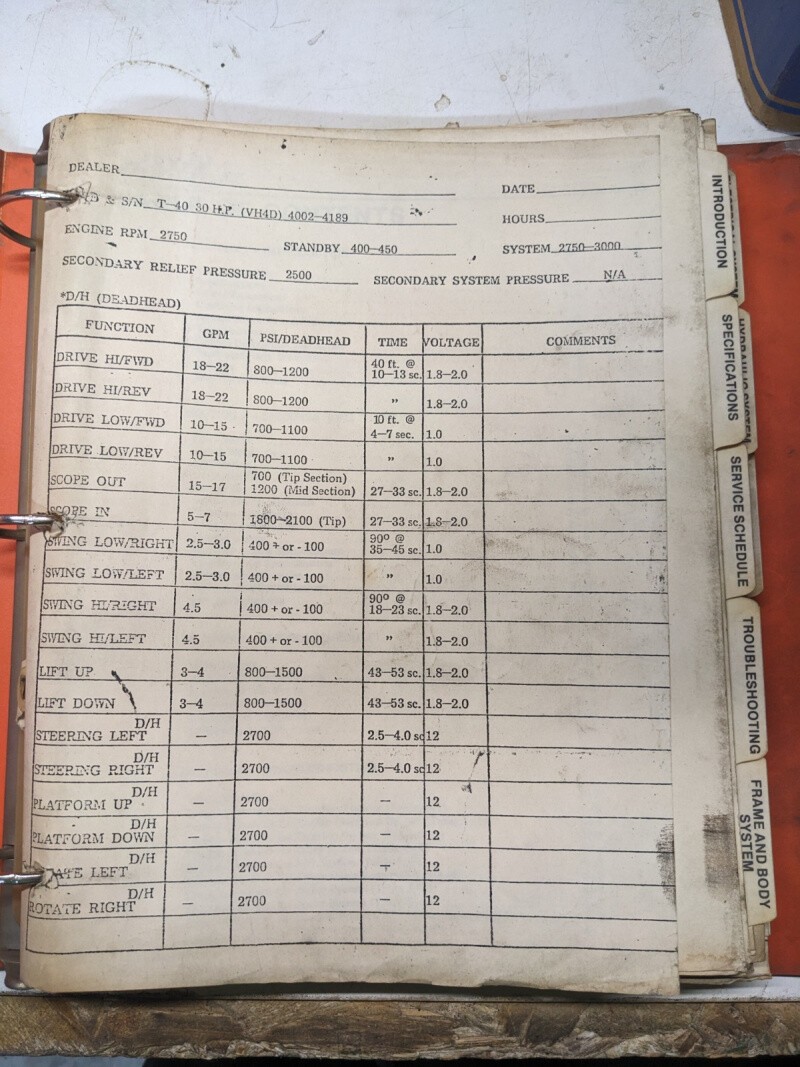 DEALER
DATE
& S/N T-40 30 H.P. (VH4D) 4002-4189
HOURS
ENGINE RPM 2750
STANDBY 400-450
SYSTEM 2750-3000
SECONDARY RELIEF PRESSURE 2500
SECONDARY SYSTEM PRESSURE N/A
*D/H (DEADHEAD)
FUNCTION GPM PSI/DEADHEAD TIME VOLTAGE COMMENTS
DRIVE HI/FWD 18-22 800-1200 40 ft. @ 10-13 sc. 1.8-2.0
DRIVE HI/REV 18-22 800-1200 " 1.8-2.0
DRIVE LOW/FWD 10-15 700-1100 10 ft. @ 4-7 sec. 1.0
DRIVE LOW/REV 10-15 700-1100 " 1.0
SCOPE OUT 15-17 700 (Tip Section) 1200 (Mid Section) 27-33 sc. 1.8-2.0
SCOPE IN 5-7 1800-2100 (Tip) 27-33 sc. 1.8-2.0
SWING LOW/RIGHT 2.5-3.0 400 + or - 100 90º @ 35-45 sc. 1.0
SWING LOW/LEFT 2.5-3.0 400 + or - 100 " 1.0
SWING HI/RIGHT 4.5 400 + or - 100 90º @ 18-23 sc. 1.8-2.0
SWING HI/LEFT 4.5 400 + or - 100 " 1.8-2.0
LIFT UP 3-4 800-1500 43-53 sc. 1.8-2.0
LIFT DOWN 3-4 800-1500 43-53 sc. 1.8-2.0
D/H
STEERING LEFT — 2700 2.5-4.0 sc 12
D/H
STEERING RIGHT — 2700 2.5-4.0 sc 12
D/H
PLATFORM UP — 2700 — 12
D/H
PLATFORM DOWN — 2700 — 12
D/H
LEFT — 2700 — 12
D/H
ROTATE RIGHT — 2700 — 12
INTRODUCTION
SPECIFICATIONS
HYDRAULIC SYSTEM
SERVICE SCHEDULE
TROUBLESHOOTING
FRAME AND BODY
SYSTEM